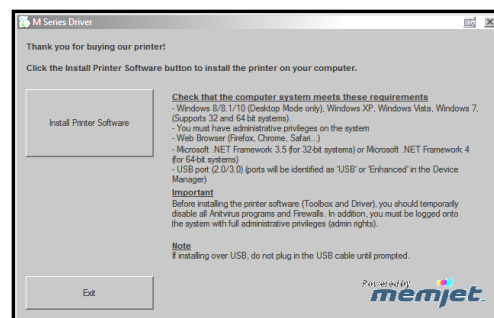 M Series Driver
Thank you for buying our printer!
Click the Install Printer Software button to install the printer on your computer.
Install Printer Software
Check that the computer system meets these requirements
- Windows 8/8.1/10 (Desktop Mode only), Windows XP, Windows Vista, Windows 7,
(Supports 32 and 64 bit systems).
- You must have administrative privileges on the system
- Web Browser (Firefox, Chrome, Safari...)
- Microsoft .NET Framework 3.5 (for 32-bit systems) or Microsoft .NET Framework 4
(for 64-bit systems)
- USB port (2.0/3.0) (ports will be identified as 'USB' or 'Enhanced' in the Device
Manager)
Important
Before installing the printer software (Toolbox and Driver), you should temporarily
disable all Anitvirus programs and Firewalls. In addition, you must be logged onto
the system with full administrative privileges (admin rights).
Note
If installing over USB, do not plug in the USB cable until prompted.
Exit
Powered by
memjet.